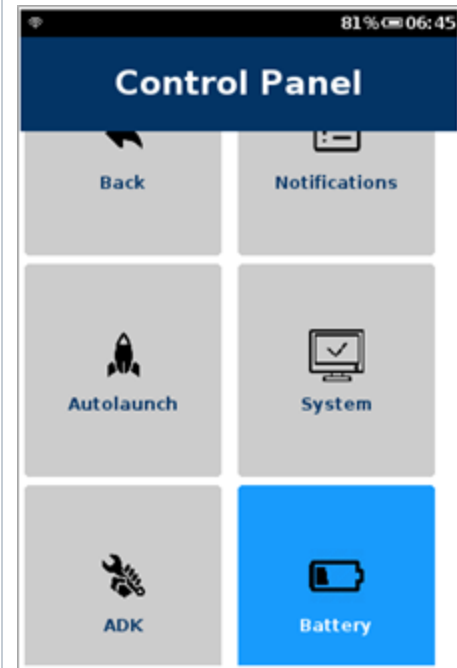 81% 06:45
Control Panel
Back Notifications
Autolaunch System
ADK Battery